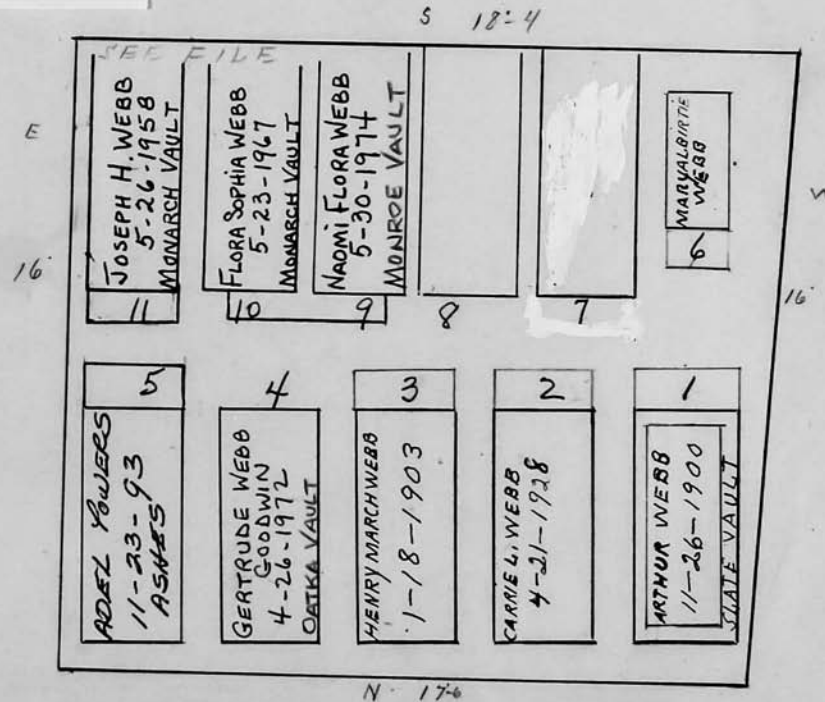 S 18-4
SEE FILE
E
16
JOSEPH H. WEBB
5-26-1958
MONARCH VAULT
11
FLORA SOPHIA WEBB
5-23-1967
MONARCH VAULT
10
NAOMI FLORA WEBB
5-30-1974
MONROE VAULT
9
8
7
MARYALBIRTIE
WEBB
6
W
16
5
ADEL POWERS
11-23-93
ASHES
4
GERTRUDE WEBB
GOODWIN
4-26-1972
OATKA VAULT
3
HENRY MARCH WEBB
1-18-1903
2
CARRIE L. WEBB
4-21-1928
1
ARTHUR WEBB
11-26-1900
SLATE VAULT
N. 17-6